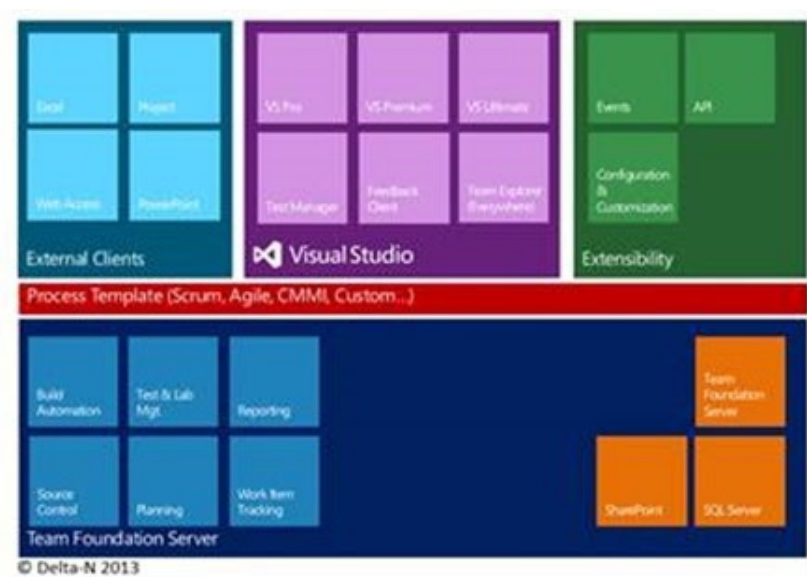 Excel
Project
Web Access
PowerPoint
External Clients
VS Pro
VS Premium
VS Ultimate
Test Manager
Feedback
Client
Team Explorer
(Everywhere)
Visual Studio
Events
API
Configuration
&
Customization
Extensibility
Process Template (Scrum, Agile, CMMI, Custom...)
Build
Automation
Test & Lab
Mgt.
Reporting
Team
Foundation
Server
Source
Control
Planning
Work Item
Tracking
SharePoint
SQL Server
Team Foundation Server
© Delta-N 2013